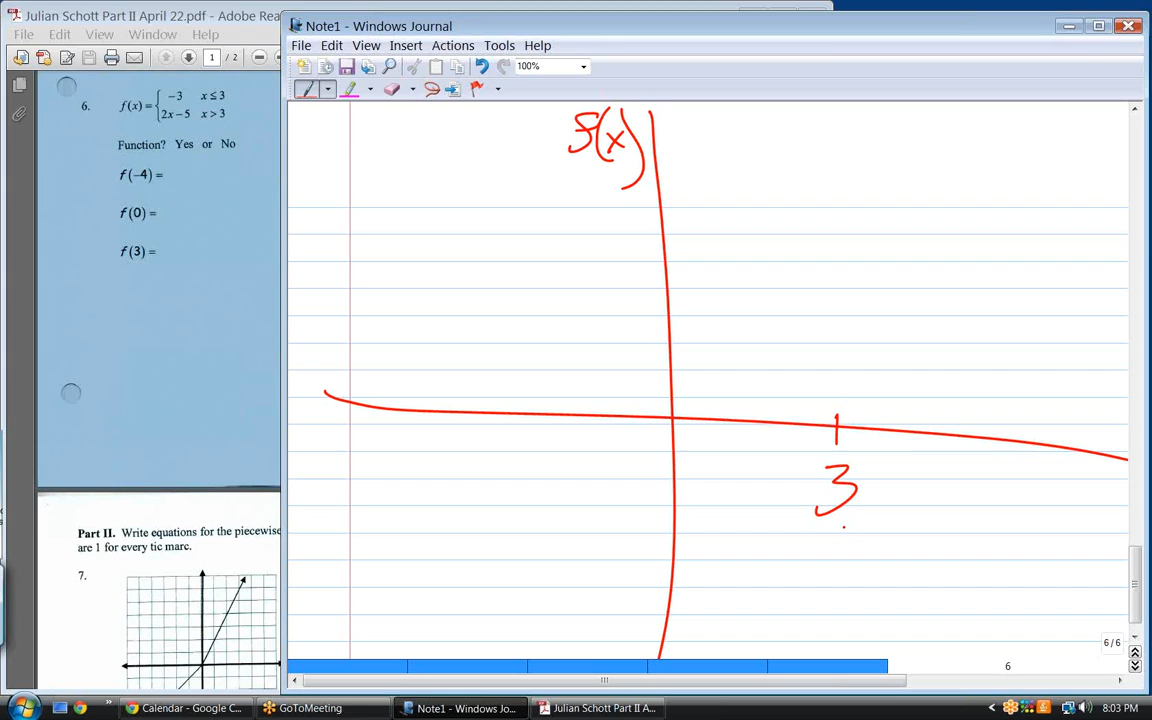 Julian Schott Part II April 22.pdf - Adobe Rea
File Edit View Window Help
1 / 2
6. f(x) = { -3 x ≤ 3
2x - 5 x > 3
Function? Yes or No
f(-4) =
f(0) =
f(3) =
Part II. Write equations for the piecewise
are 1 for every tic marc.
7.
Note1 - Windows Journal
File Edit View Insert Actions Tools Help
100%
f(x)
3
6/6
6
Calendar - Google C...
GoToMeeting
Note1 - Windows Jo...
Julian Schott Part II A...
8:03 PM